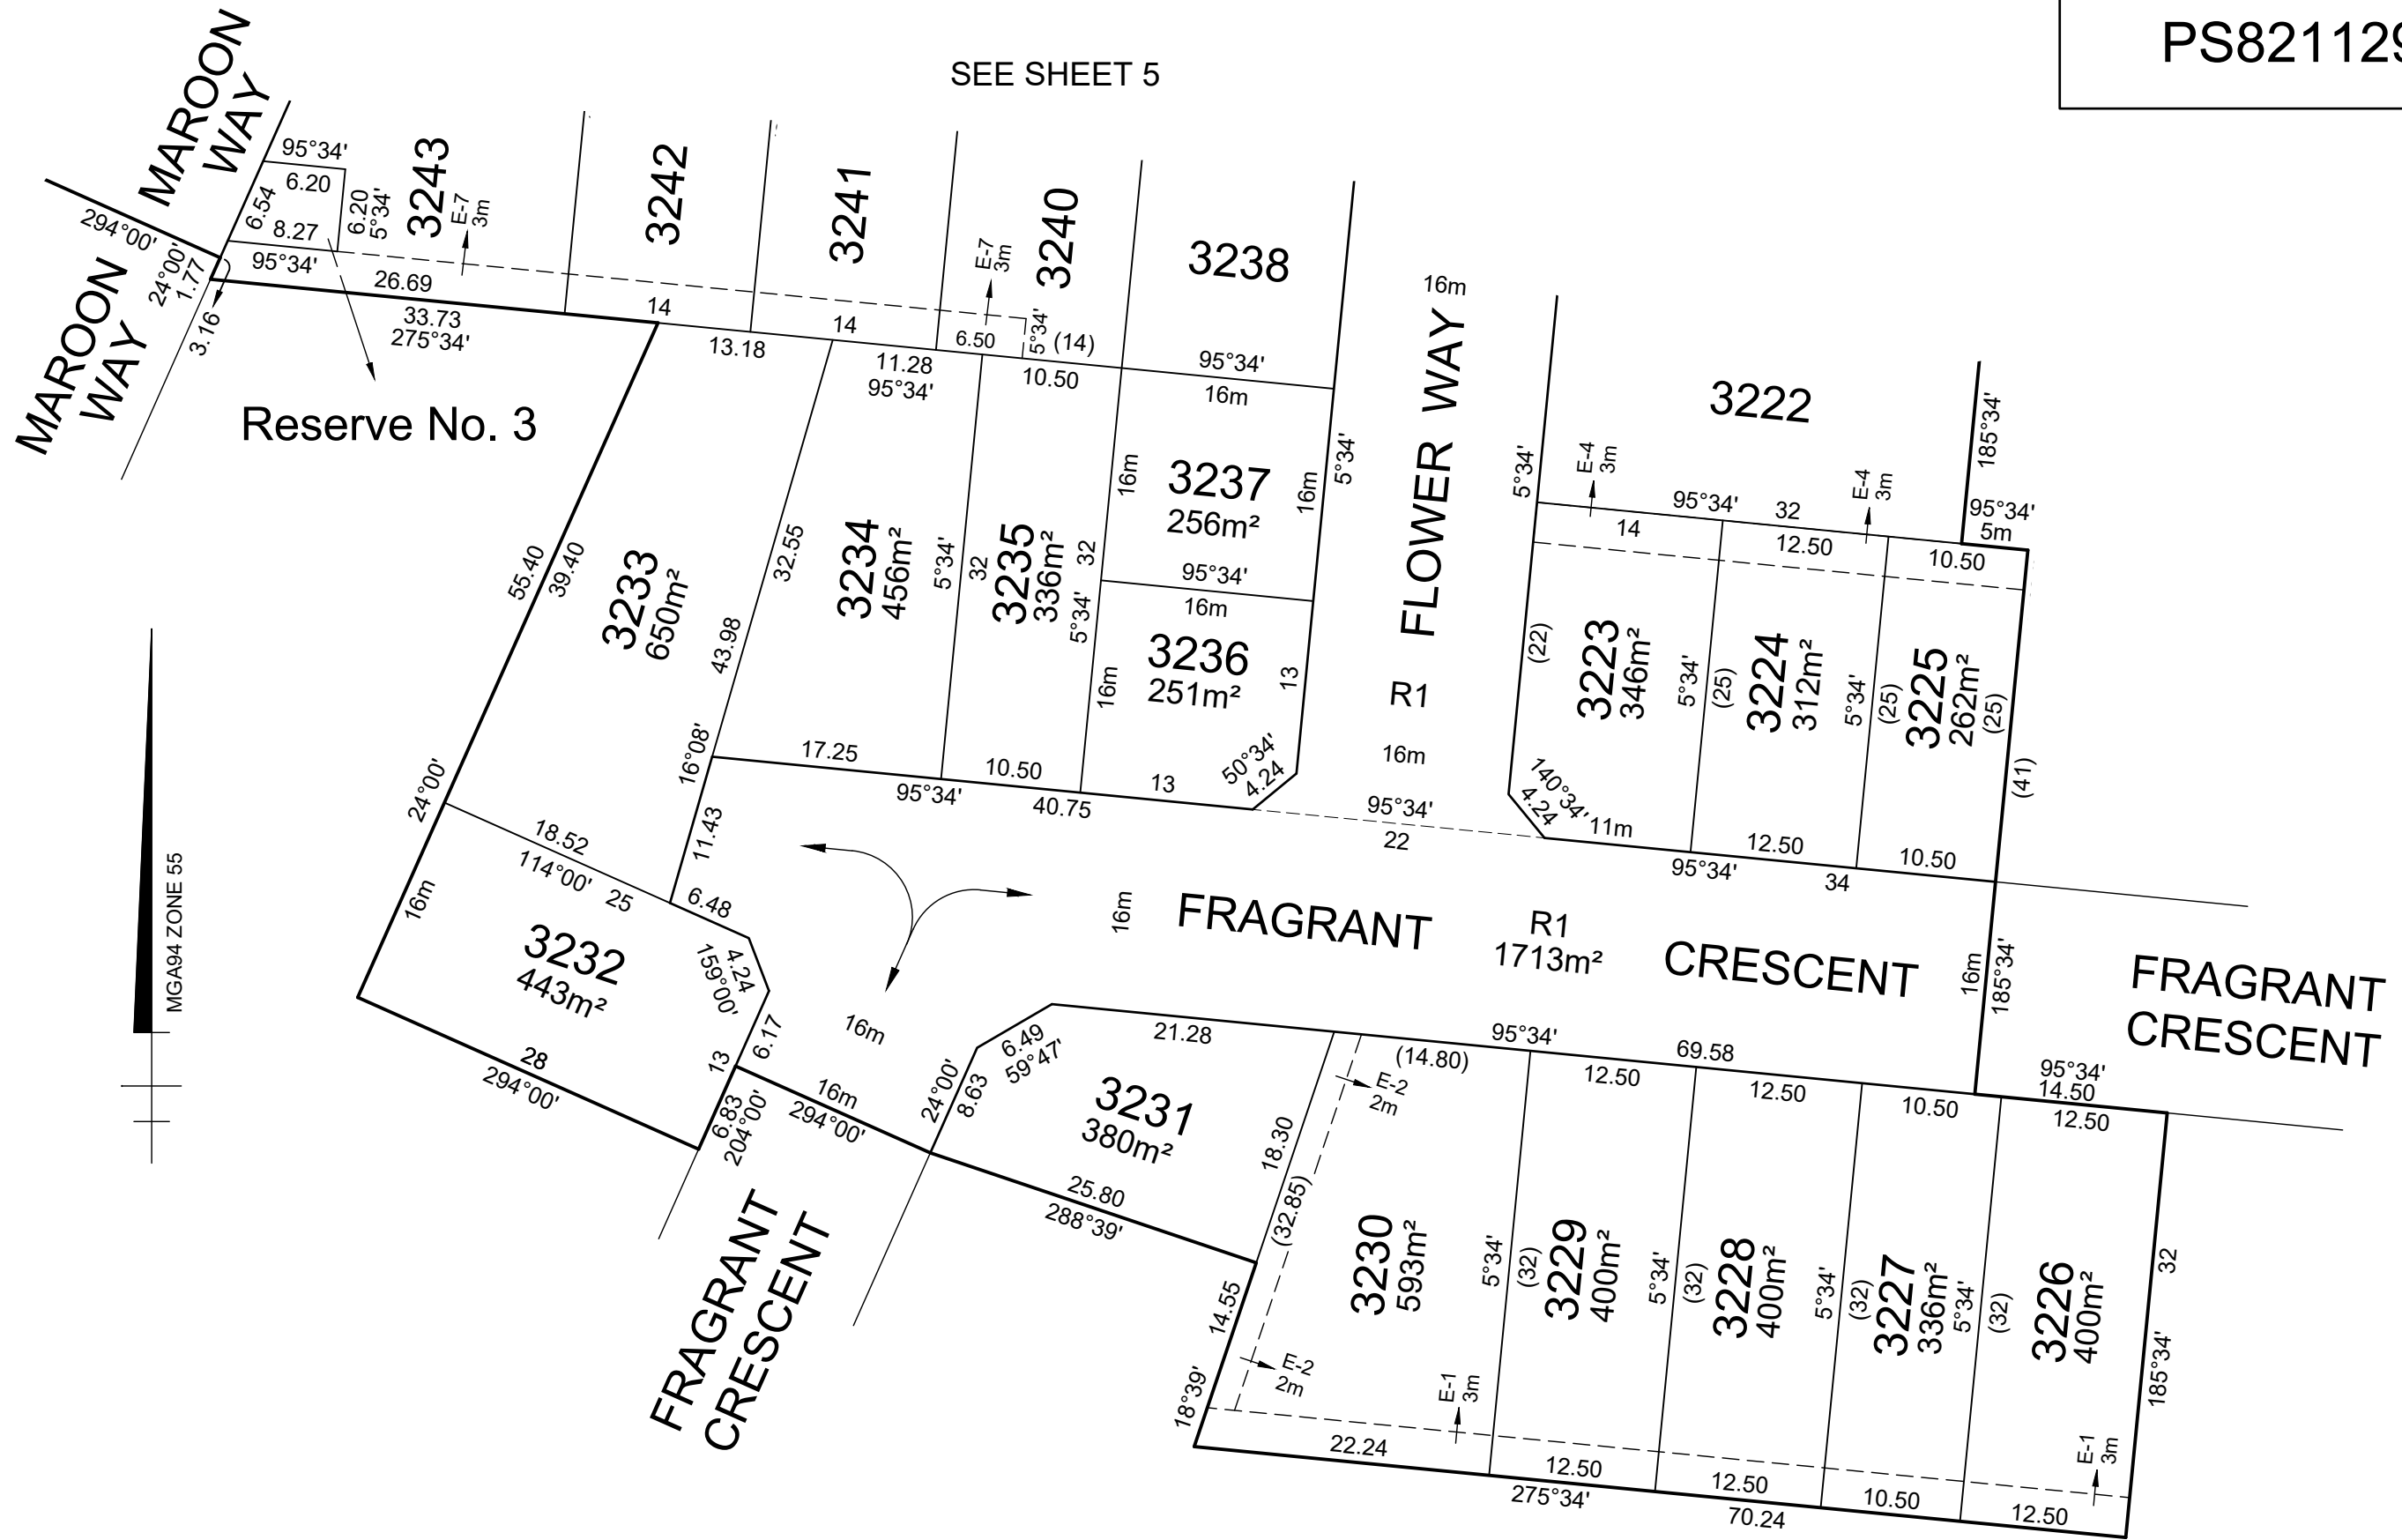 PS821129
SEE SHEET 5
MAROON
WAY
MAROON
WAY
294°00'
24°00'
1.77
3.16
95°34'
6.20
6.54
8.27
6.20
5°34'
95°34'
26.69
33.73
275°34'
Reserve No. 3
3243
E-7
3m
3242
3241
3240
E-7
3m
3238
14
14
6.50
5°34'
(14)
13.18
11.28
95°34'
10.50
95°34'
16m
16m
FLOWER WAY
3222
185°34'
95°34'
5m
5°34'
E-4
3m
95°34'
32
E-4
3m
14
12.50
10.50
3237
256m²
16m
16m
5°34'
95°34'
16m
3236
251m²
16m
13
50°34'
4.24
13
3235
336m²
32
5°34'
3234
456m²
5°34'
32
32.55
43.98
3233
650m²
55.40
39.40
16°08'
11.43
24°00'
17.25
10.50
95°34'
40.75
R1
16m
95°34'
22
(22)
3223
346m²
5°34'
(25)
3224
312m²
5°34'
(25)
3225
262m²
(25)
(41)
140°34'
4.24
11m
12.50
10.50
95°34'
34
MGA94 ZONE 55
18.52
114°00'
25
6.48
16m
3232
443m²
4.24
159°00'
6.17
13
28
294°00'
6.83
204°00'
16m
16m
294°00'
16m
FRAGRANT
R1
1713m²
CRESCENT
16m
185°34'
FRAGRANT
CRESCENT
24°00'
8.63
6.49
59°47'
21.28
95°34'
69.58
(14.80)
12.50
12.50
10.50
95°34'
14.50
12.50
3231
380m²
25.80
288°39'
18.30
(32.85)
E-2
2m
14.55
18°39'
E-2
2m
3230
593m²
5°34'
(32)
3229
400m²
5°34'
(32)
3228
400m²
5°34'
(32)
3227
336m²
5°34'
(32)
3226
400m²
32
185°34'
E-1
3m
E-1
3m
22.24
12.50
12.50
10.50
12.50
275°34'
70.24
FRAGRANT
CRESCENT